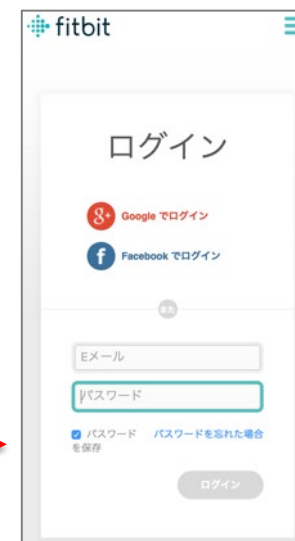 fitbit
ログイン
8+ Google でログイン
f Facebook でログイン
また
Eメール
パスワード
パスワード
を保存
パスワードを忘れた場合
ログイン